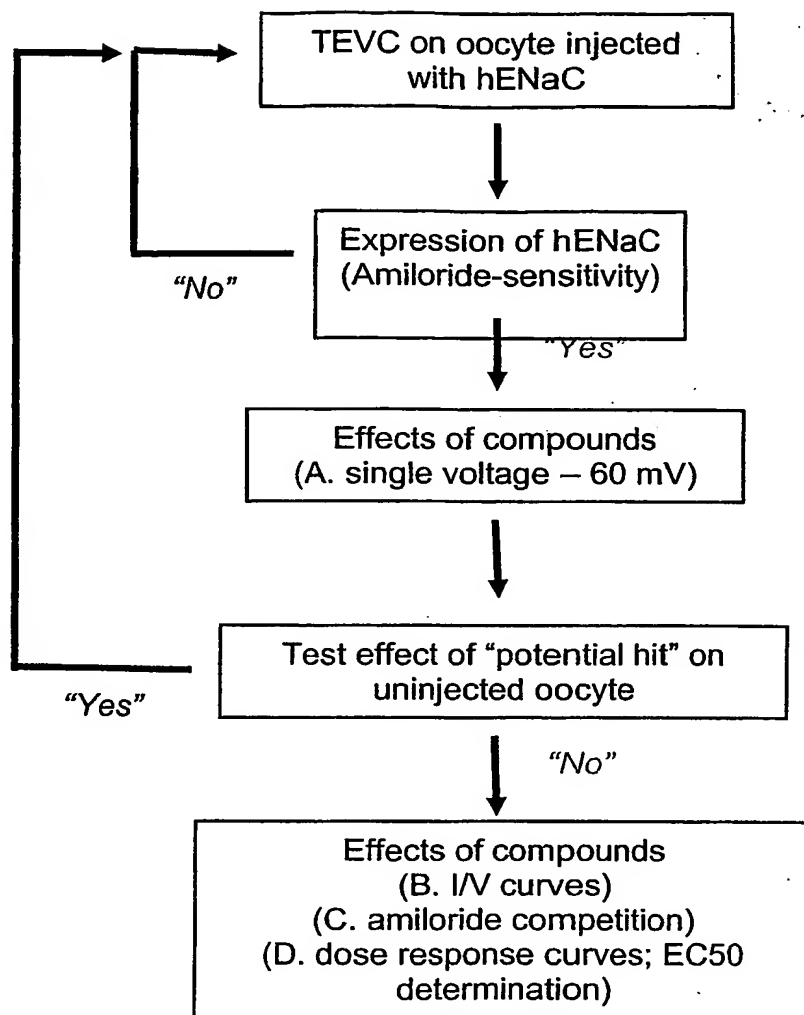 TEVC on oocyte injected
with hENaC
Expression of hENaC
(Amiloride-sensitivity)
"No"
"Yes"
Effects of compounds
(A. single voltage – 60 mV)
Test effect of "potential hit" on
uninjected oocyte
"Yes"
"No"
Effects of compounds
(B. I/V curves)
(C. amiloride competition)
(D. dose response curves; EC50
determination)